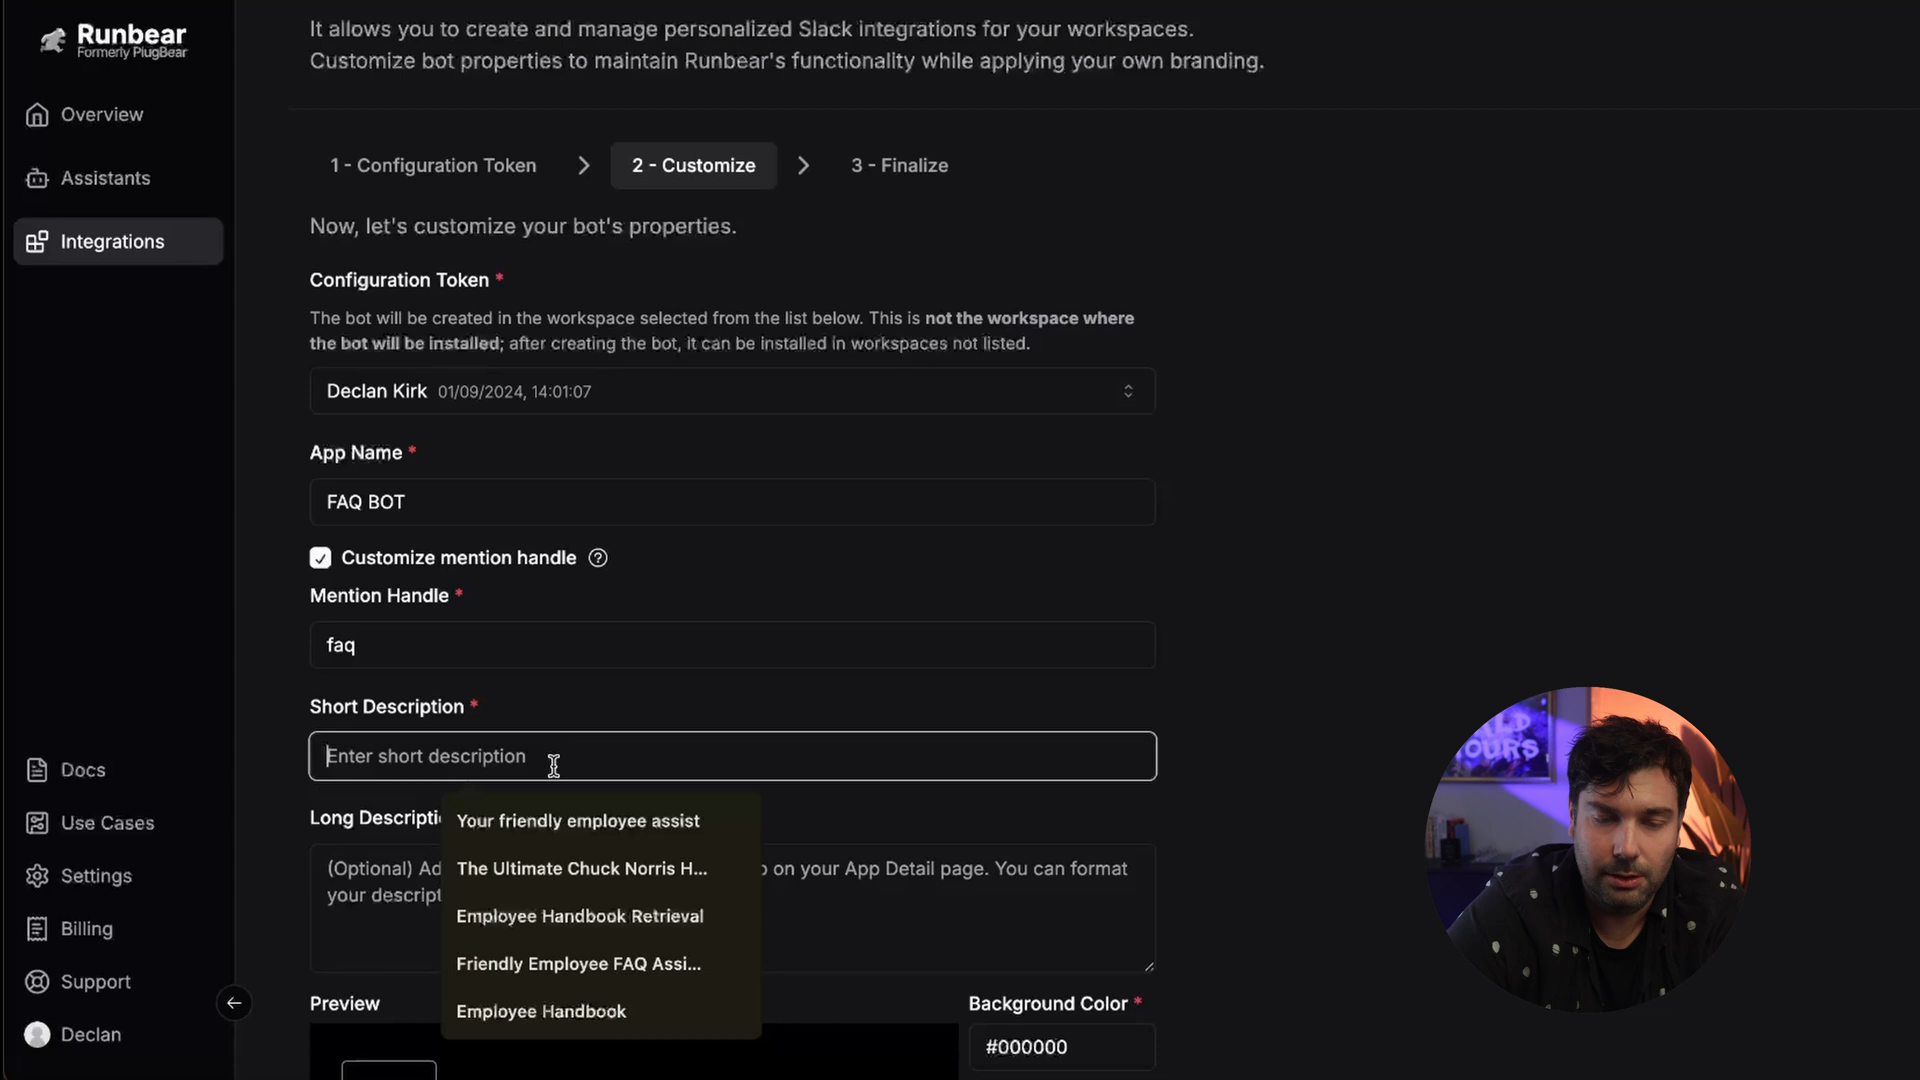 Runbear
Formerly PlugBear
Overview
Assistants
Integrations
Docs
Use Cases
Settings
Billing
Support
Declan
It allows you to create and manage personalized Slack integrations for your workspaces.
Customize bot properties to maintain Runbear's functionality while applying your own branding.
1 - Configuration Token
2 - Customize
3 - Finalize
Now, let's customize your bot's properties.
Configuration Token *
The bot will be created in the workspace selected from the list below. This is not the workspace where
the bot will be installed; after creating the bot, it can be installed in workspaces not listed.
Declan Kirk 01/09/2024, 14:01:07
App Name *
FAQ BOT
Customize mention handle ?
Mention Handle *
faq
Short Description *
Enter short description
Long Descripti
(Optional) Ad
on your App Detail page. You can format
your descript
Your friendly employee assist
The Ultimate Chuck Norris H...
Employee Handbook Retrieval
Friendly Employee FAQ Assi...
Employee Handbook
Preview
Background Color *
#000000